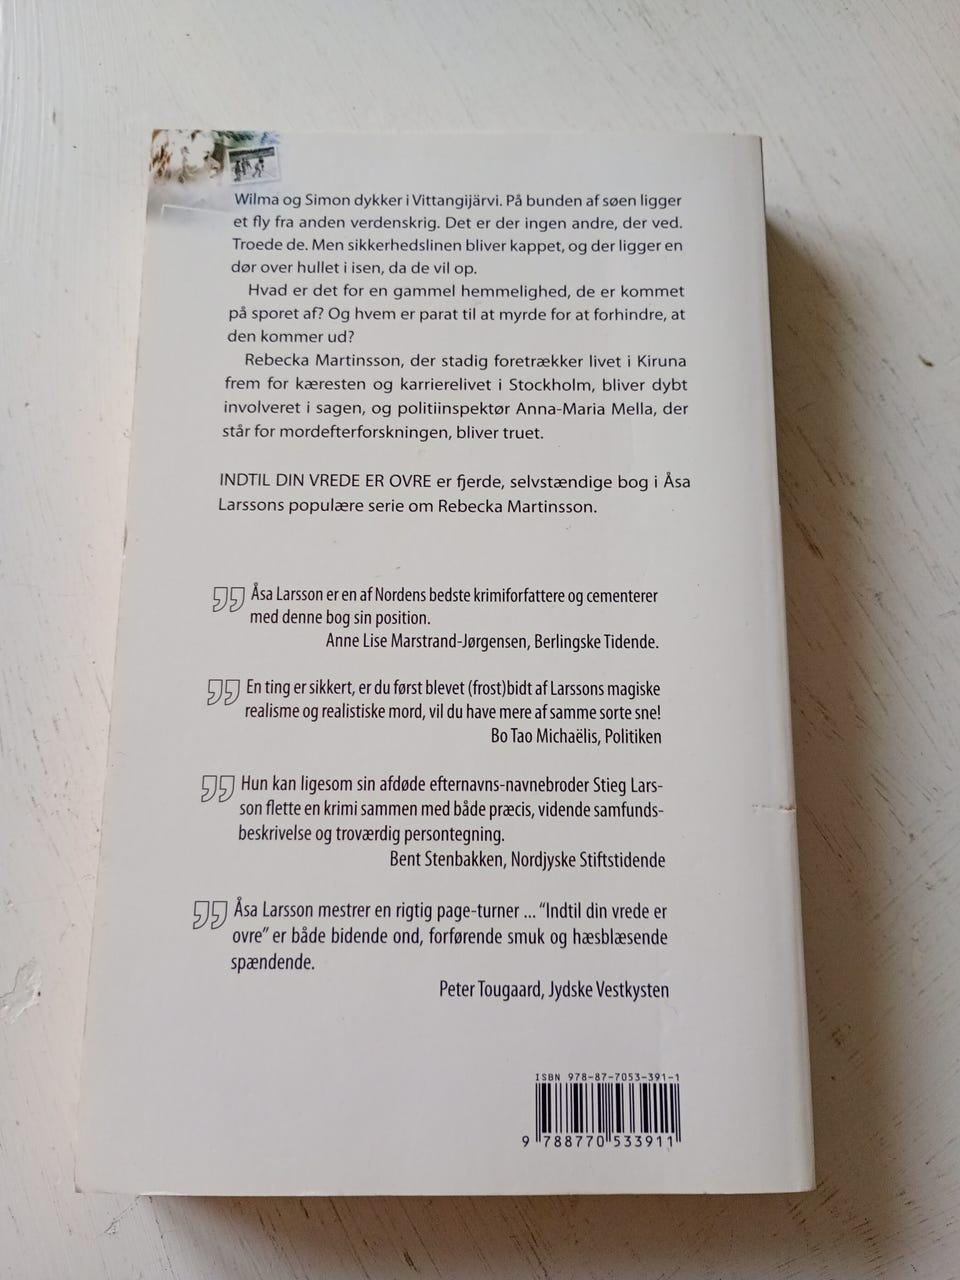 Wilma og Simon dykker i Vittangijärvi. På bunden af søen ligger
et fly fra anden verdenskrig. Det er der ingen andre, der ved.
Troede de. Men sikkerhedslinen bliver kappet, og der ligger en
dør over hullet i isen, da de vil op.
Hvad er det for en gammel hemmelighed, de er kommet
på sporet af? Og hvem er parat til at myrde for at forhindre, at
den kommer ud?
Rebecka Martinsson, der stadig foretrækker livet i Kiruna
frem for kæresten og karrierelivet i Stockholm, bliver dybt
involveret i sagen, og politiinspektør Anna-Maria Mella, der
står for mordefterforskningen, bliver truet.
INDTIL DIN VREDE ER OVRE er fjerde, selvstændige bog i Åsa
Larssons populære serie om Rebecka Martinsson.
” Åsa Larsson er en af Nordens bedste krimiforfattere og cementerer
med denne bog sin position.
Anne Lise Marstrand-Jørgensen, Berlingske Tidende.
” En ting er sikkert, er du først blevet (frost)bidt af Larssons magiske
realisme og realistiske mord, vil du have mere af samme sorte sne!
Bo Tao Michaëlis, Politiken
” Hun kan ligesom sin afdøde efternavns-navnebroder Stieg Lars-
son flette en krimi sammen med både præcis, vidende samfunds-
beskrivelse og troværdig persontegning.
Bent Stenbakken, Nordjyske Stiftstidende
” Åsa Larsson mestrer en rigtig page-turner ... “Indtil din vrede er
ovre” er både bidende ond, forførende smuk og hæsblæsende
spændende.
Peter Tougaard, Jydske Vestkysten
ISBN 978-87-7053-391-1
9 788770 533911